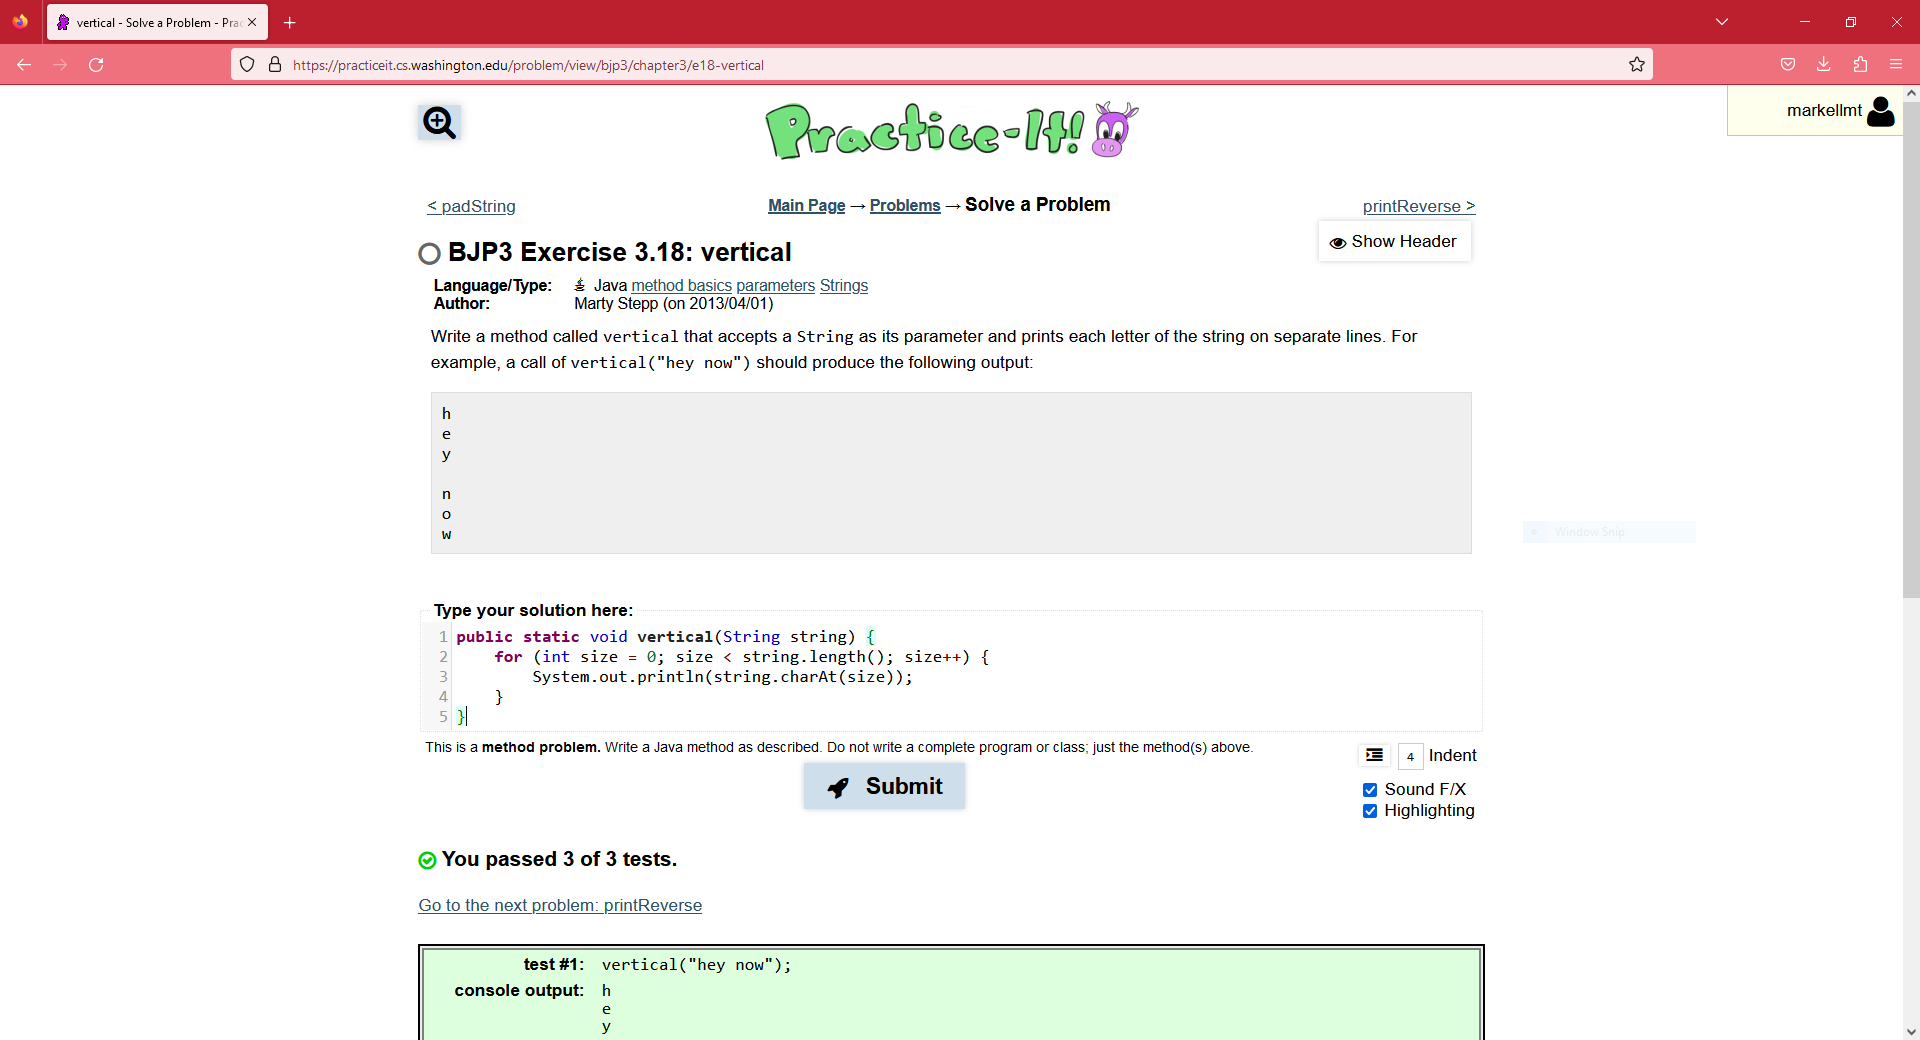 vertical - Solve a Problem - Prac
https://practiceit.cs.washington.edu/problem/view/bjp3/chapter3/e18-vertical
Practice-It!
markellmt
< padString
Main Page → Problems → Solve a Problem
printReverse >
Show Header
BJP3 Exercise 3.18: vertical
Language/Type: Java method basics parameters Strings
Author: Marty Stepp (on 2013/04/01)
Write a method called vertical that accepts a String as its parameter and prints each letter of the string on separate lines. For
example, a call of vertical("hey now") should produce the following output:
h
e
y

n
o
w
Window Snip
Type your solution here:
1 public static void vertical(String string) {
2     for (int size = 0; size < string.length(); size++) {
3         System.out.println(string.charAt(size));
4     }
5 }
This is a method problem. Write a Java method as described. Do not write a complete program or class; just the method(s) above.
4 Indent
Submit
Sound F/X
Highlighting
You passed 3 of 3 tests.
Go to the next problem: printReverse
test #1: vertical("hey now");
console output: h
e
y